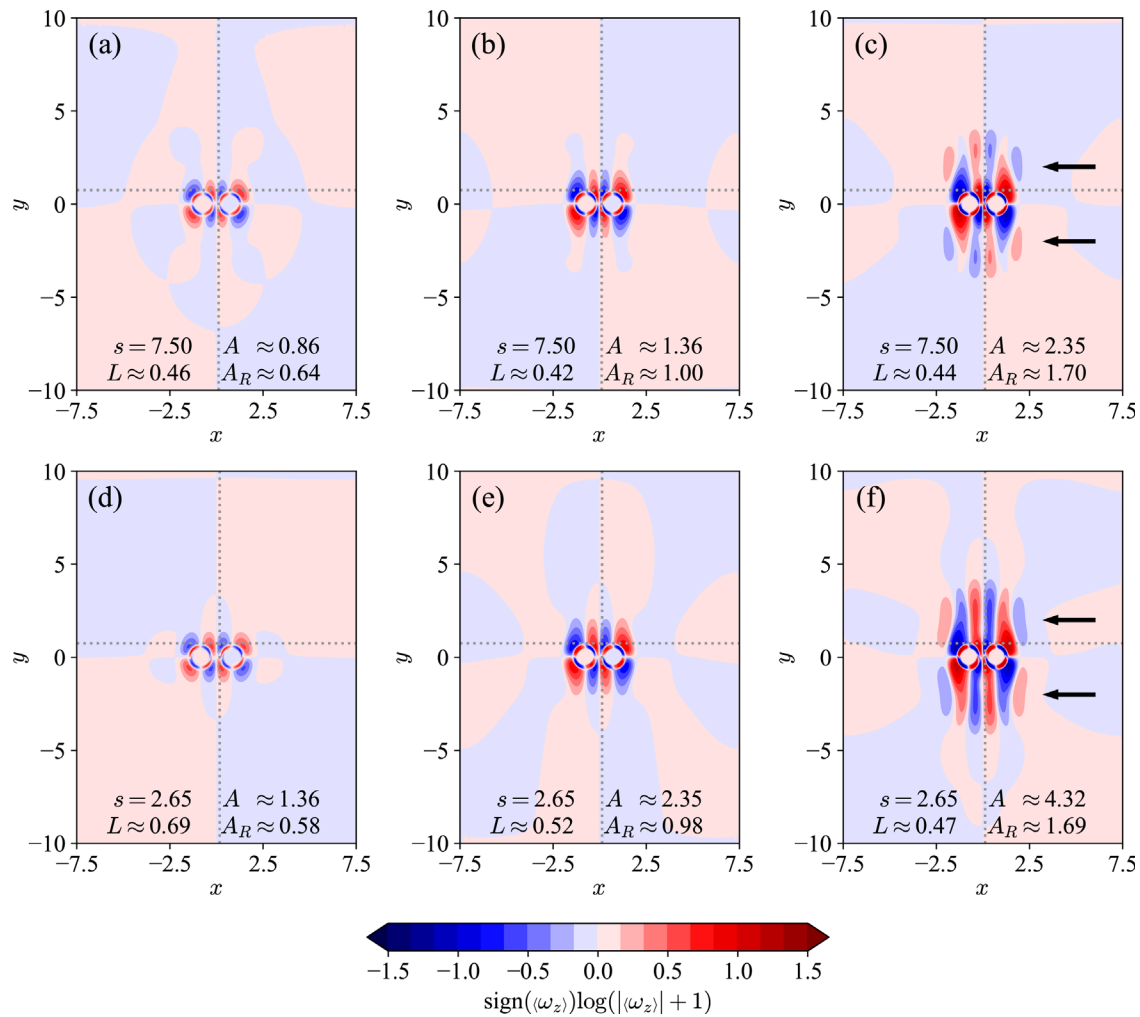 (a)
10
5
0
−5
−10
y
s = 7.50 A ≈ 0.86
L ≈ 0.46 A_R ≈ 0.64
−7.5 −2.5 2.5 7.5
x
(b)
10
5
0
−5
−10
y
s = 7.50 A ≈ 1.36
L ≈ 0.42 A_R ≈ 1.00
−7.5 −2.5 2.5 7.5
x
(c)
10
5
0
−5
−10
y
s = 7.50 A ≈ 2.35
L ≈ 0.44 A_R ≈ 1.70
−7.5 −2.5 2.5 7.5
x
(d)
10
5
0
−5
−10
y
s = 2.65 A ≈ 1.36
L ≈ 0.69 A_R ≈ 0.58
−7.5 −2.5 2.5 7.5
x
(e)
10
5
0
−5
−10
y
s = 2.65 A ≈ 2.35
L ≈ 0.52 A_R ≈ 0.98
−7.5 −2.5 2.5 7.5
x
(f)
10
5
0
−5
−10
y
s = 2.65 A ≈ 4.32
L ≈ 0.47 A_R ≈ 1.69
−7.5 −2.5 2.5 7.5
x
−1.5 −1.0 −0.5 0.0 0.5 1.0 1.5
sign(⟨ω_z⟩)log(|⟨ω_z⟩| + 1)